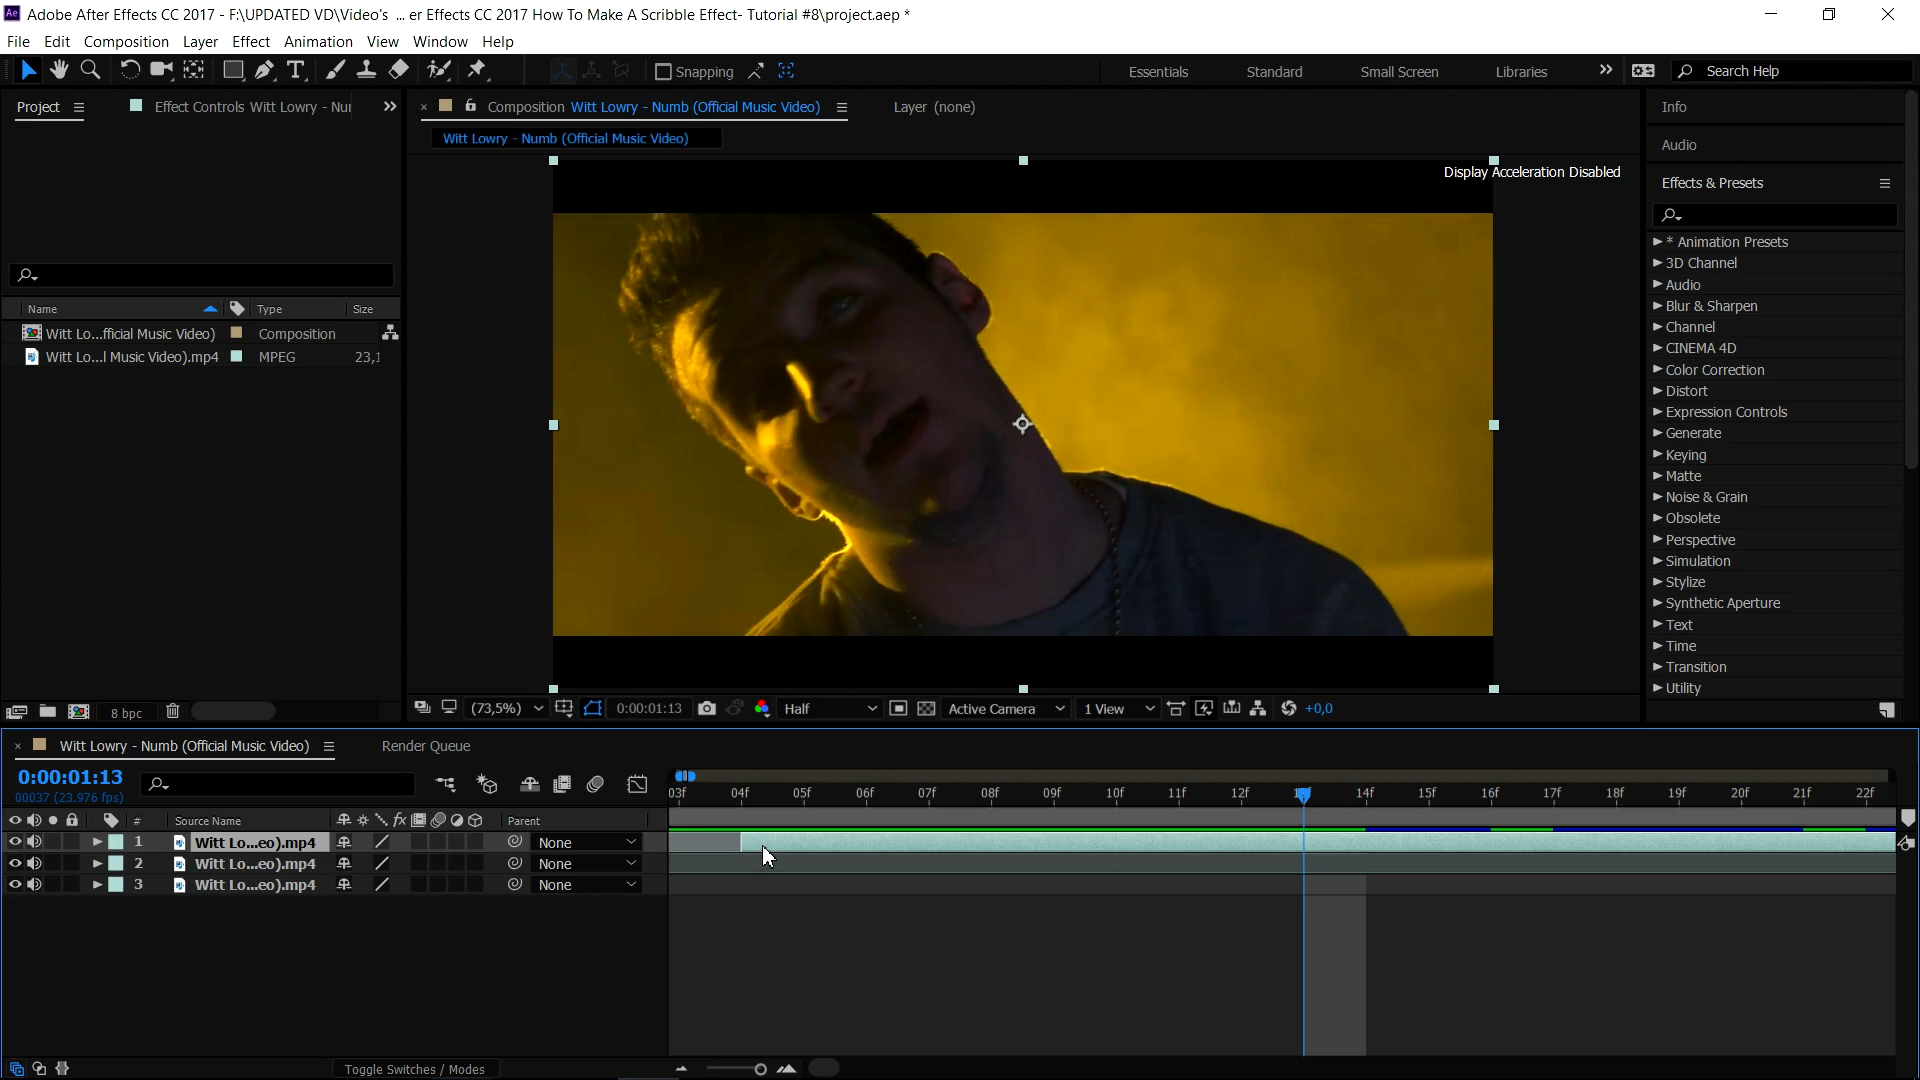 Adobe After Effects CC 2017 - F:\UPDATED VD\Video's ... er Effects CC 2017 How To Make A Scribble Effect- Tutorial #8\project.aep *
File Edit Composition Layer Effect Animation View Window Help
Snapping Essentials Standard Small Screen Libraries Search Help
Project Effect Controls Witt Lowry - Nu
Composition Witt Lowry - Numb (Official Music Video) Layer (none)
Witt Lowry - Numb (Official Music Video)
Display Acceleration Disabled
Name Type Size
Witt Lo...fficial Music Video) Composition
Witt Lo...l Music Video).mp4 MPEG 23,1
8 bpc
(73,5%) 0:00:01:13 Half Active Camera 1 View +0,0
Info
Audio
Effects & Presets
* Animation Presets
3D Channel
Audio
Blur & Sharpen
Channel
CINEMA 4D
Color Correction
Distort
Expression Controls
Generate
Keying
Matte
Noise & Grain
Obsolete
Perspective
Simulation
Stylize
Synthetic Aperture
Text
Time
Transition
Utility
Witt Lowry - Numb (Official Music Video) Render Queue
0:00:01:13
00037 (23.976 fps)
03f 04f 05f 06f 07f 08f 09f 10f 11f 12f 14f 15f 16f 17f 18f 19f 20f 21f 22f
# Source Name Parent
1 Witt Lo...eo).mp4 None
2 Witt Lo...eo).mp4 None
3 Witt Lo...eo).mp4 None
Toggle Switches / Modes